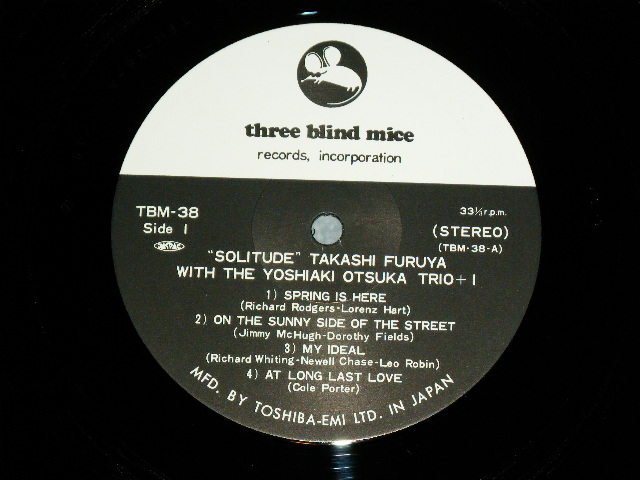 three blind mice
records, incorporation
TBM-38
33⅓ r.p.m.
Side 1
(STEREO)
(TBM-38-A)
"SOLITUDE" TAKASHI FURUYA
WITH THE YOSHIAKI OTSUKA TRIO+1
1) SPRING IS HERE
(Richard Rodgers-Lorenz Hart)
2) ON THE SUNNY SIDE OF THE STREET
(Jimmy McHugh-Dorothy Fields)
3) MY IDEAL
(Richard Whiting-Newell Chase-Leo Robin)
4) AT LONG LAST LOVE
(Cole Porter)
MFD. BY TOSHIBA-EMI LTD. IN JAPAN